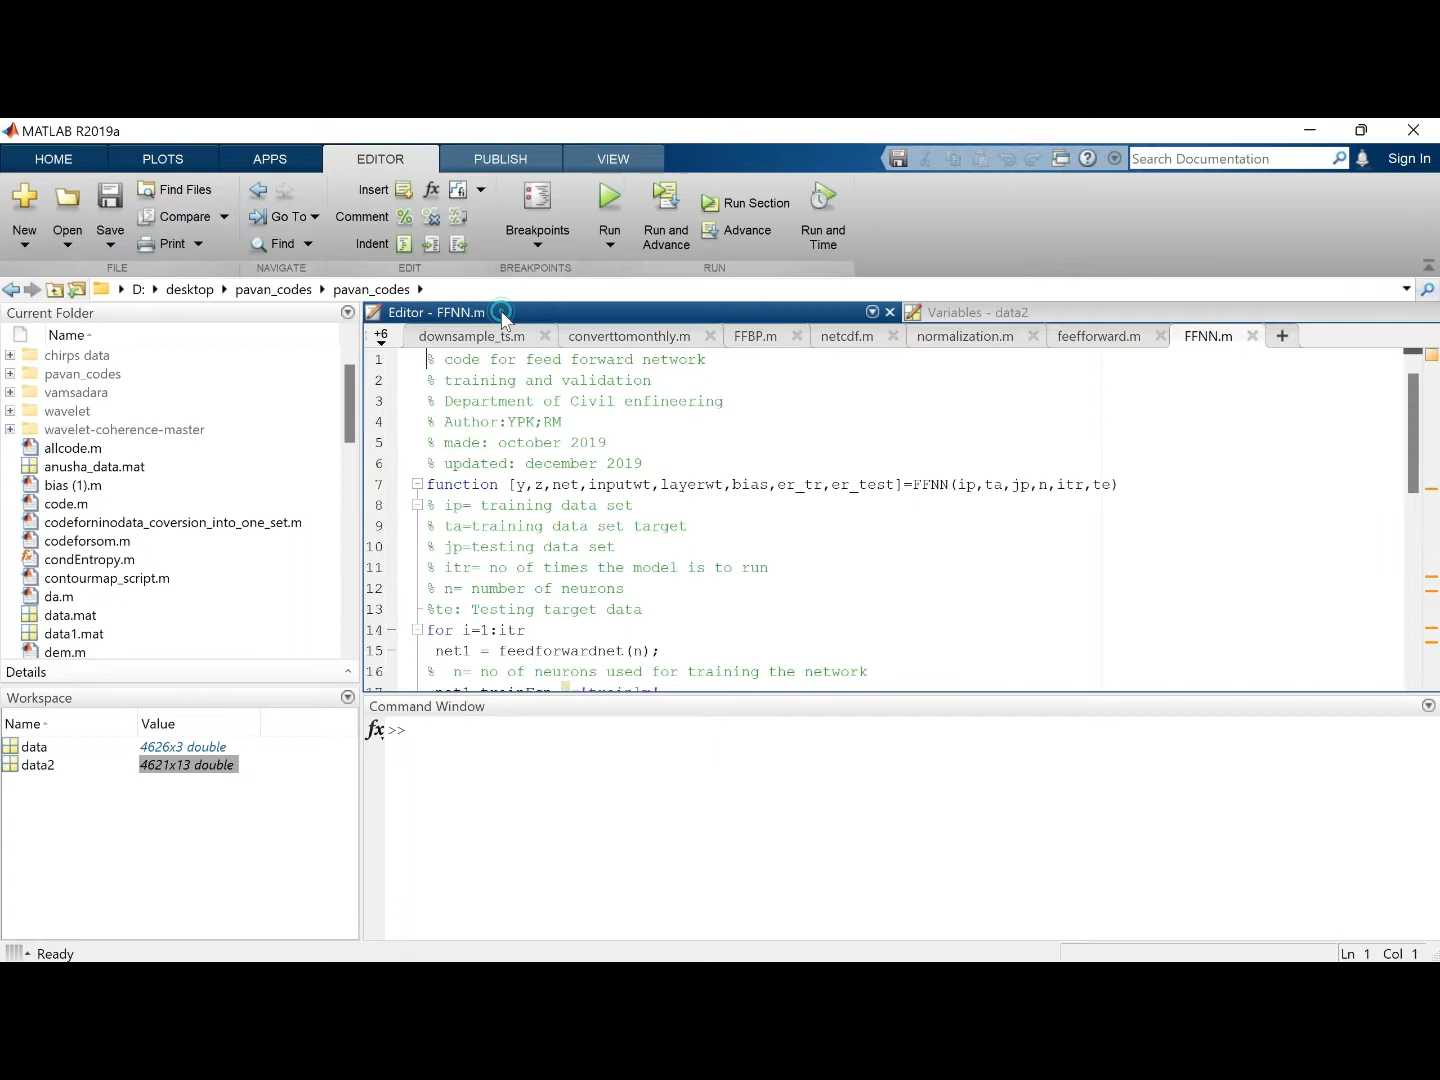 MATLAB R2019a
HOME PLOTS APPS EDITOR PUBLISH VIEW
Search Documentation
Sign In
New
Open
Save
Find Files
Compare
Print
FILE
Go To
Find
NAVIGATE
Insert
Comment
Indent
EDIT
Breakpoints
BREAKPOINTS
Run
Run and Advance
Run Section
Advance
Run and Time
RUN
D: desktop pavan_codes pavan_codes
Current Folder
Name
chirps data
pavan_codes
vamsadara
wavelet
wavelet-coherence-master
allcode.m
anusha_data.mat
bias (1).m
code.m
codeforninodata_coversion_into_one_set.m
codeforsom.m
condEntropy.m
contourmap_script.m
da.m
data.mat
data1.mat
dem.m
Details
Workspace
Name Value
data 4626x3 double
data2 4621x13 double
Editor - FFNN.m
Variables - data2
+6 downsample_ts.m converttomonthly.m FFBP.m netcdf.m normalization.m feefforward.m FFNN.m
1 % code for feed forward network
2 % training and validation
3 % Department of Civil enfineering
4 % Author:YPK;RM
5 % made: october 2019
6 % updated: december 2019
7 function [y,z,net,inputwt,layerwt,bias,er_tr,er_test]=FFNN(ip,ta,jp,n,itr,te)
8 % ip= training data set
9 % ta=training data set target
10 % jp=testing data set
11 % itr= no of times the model is to run
12 % n= number of neurons
13 %te: Testing target data
14 for i=1:itr
15 net1 = feedforwardnet(n);
16 % n= no of neurons used for training the network
Command Window
fx >>
Ready
Ln 1 Col 1